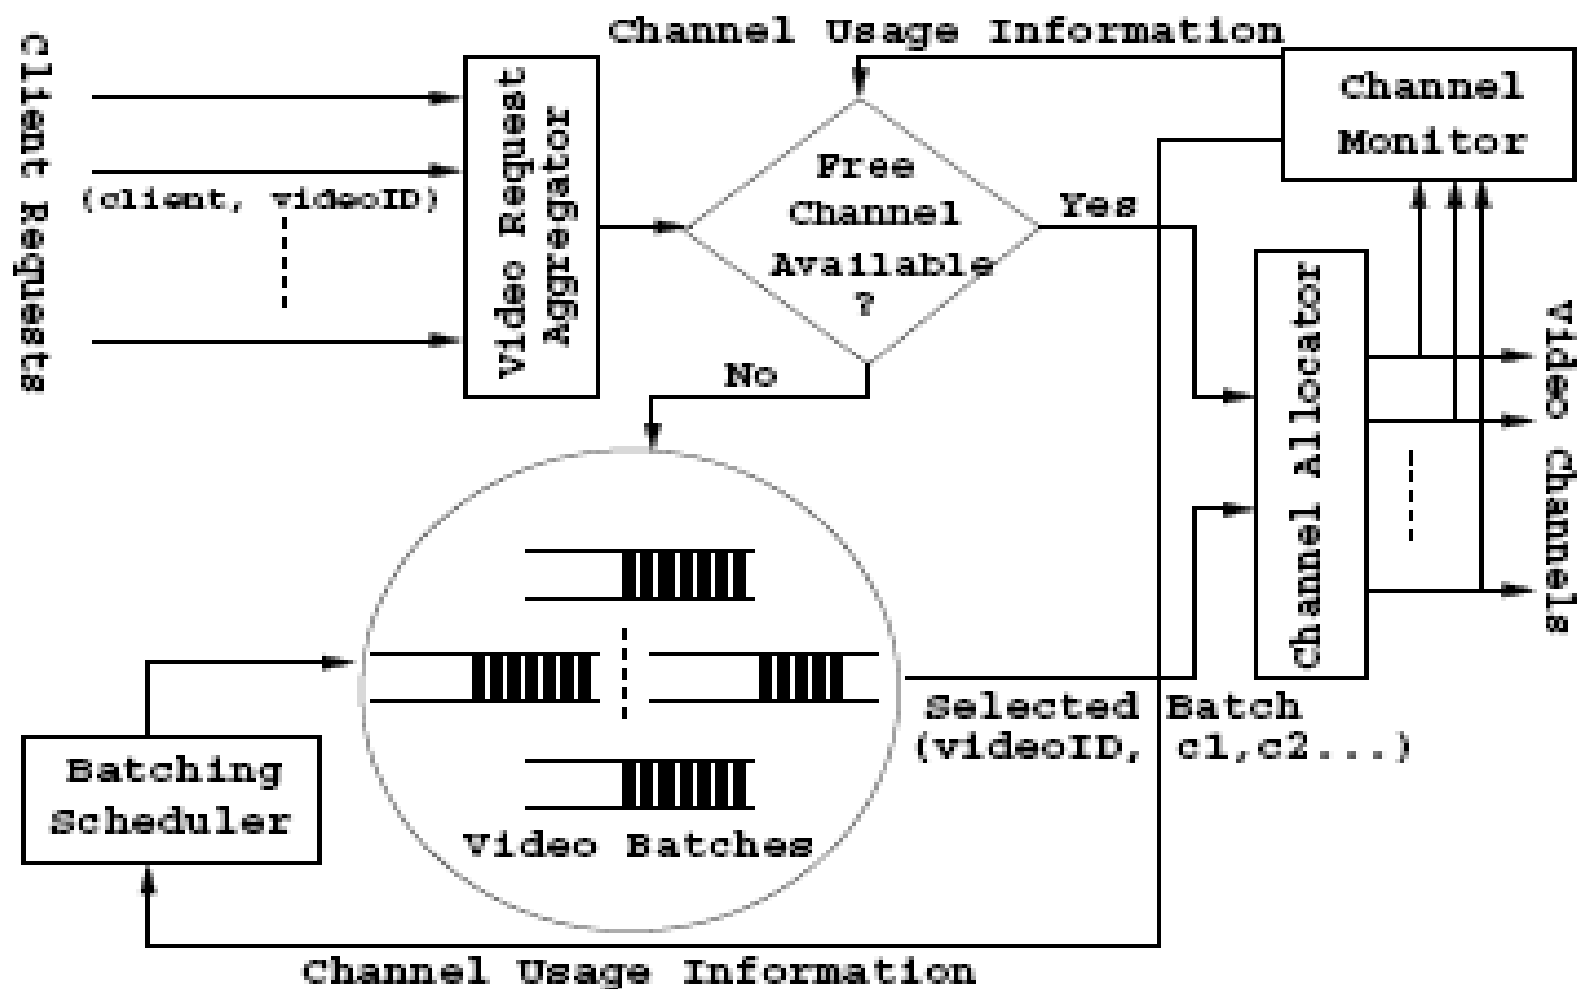 Channel Usage Information
Client Requests
(client, videoID)
Video Request
Aggregator
Free
Channel
Available
?
Yes
No
Channel
Monitor
Channel Allocator
Video Channels
Selected Batch
(videoID, c1,c2...)
Batching
Scheduler
Video Batches
Channel Usage Information